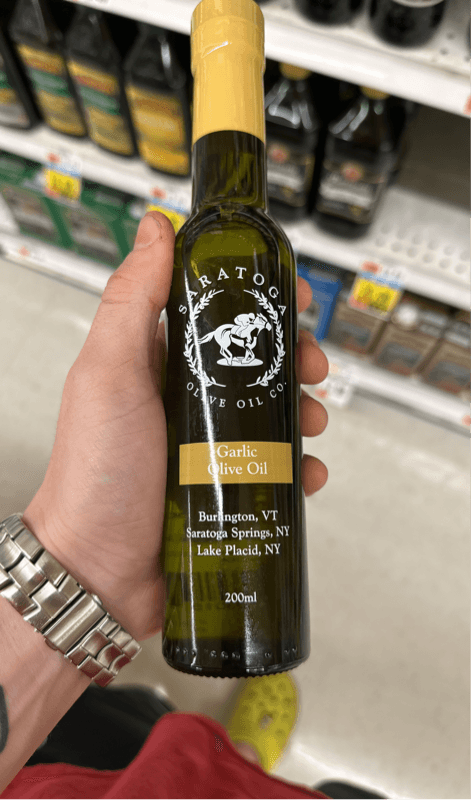 SARATOGA
OLIVE OIL CO.
Garlic
Olive Oil
Burlington, VT
Saratoga Springs, NY
Lake Placid, NY
200ml